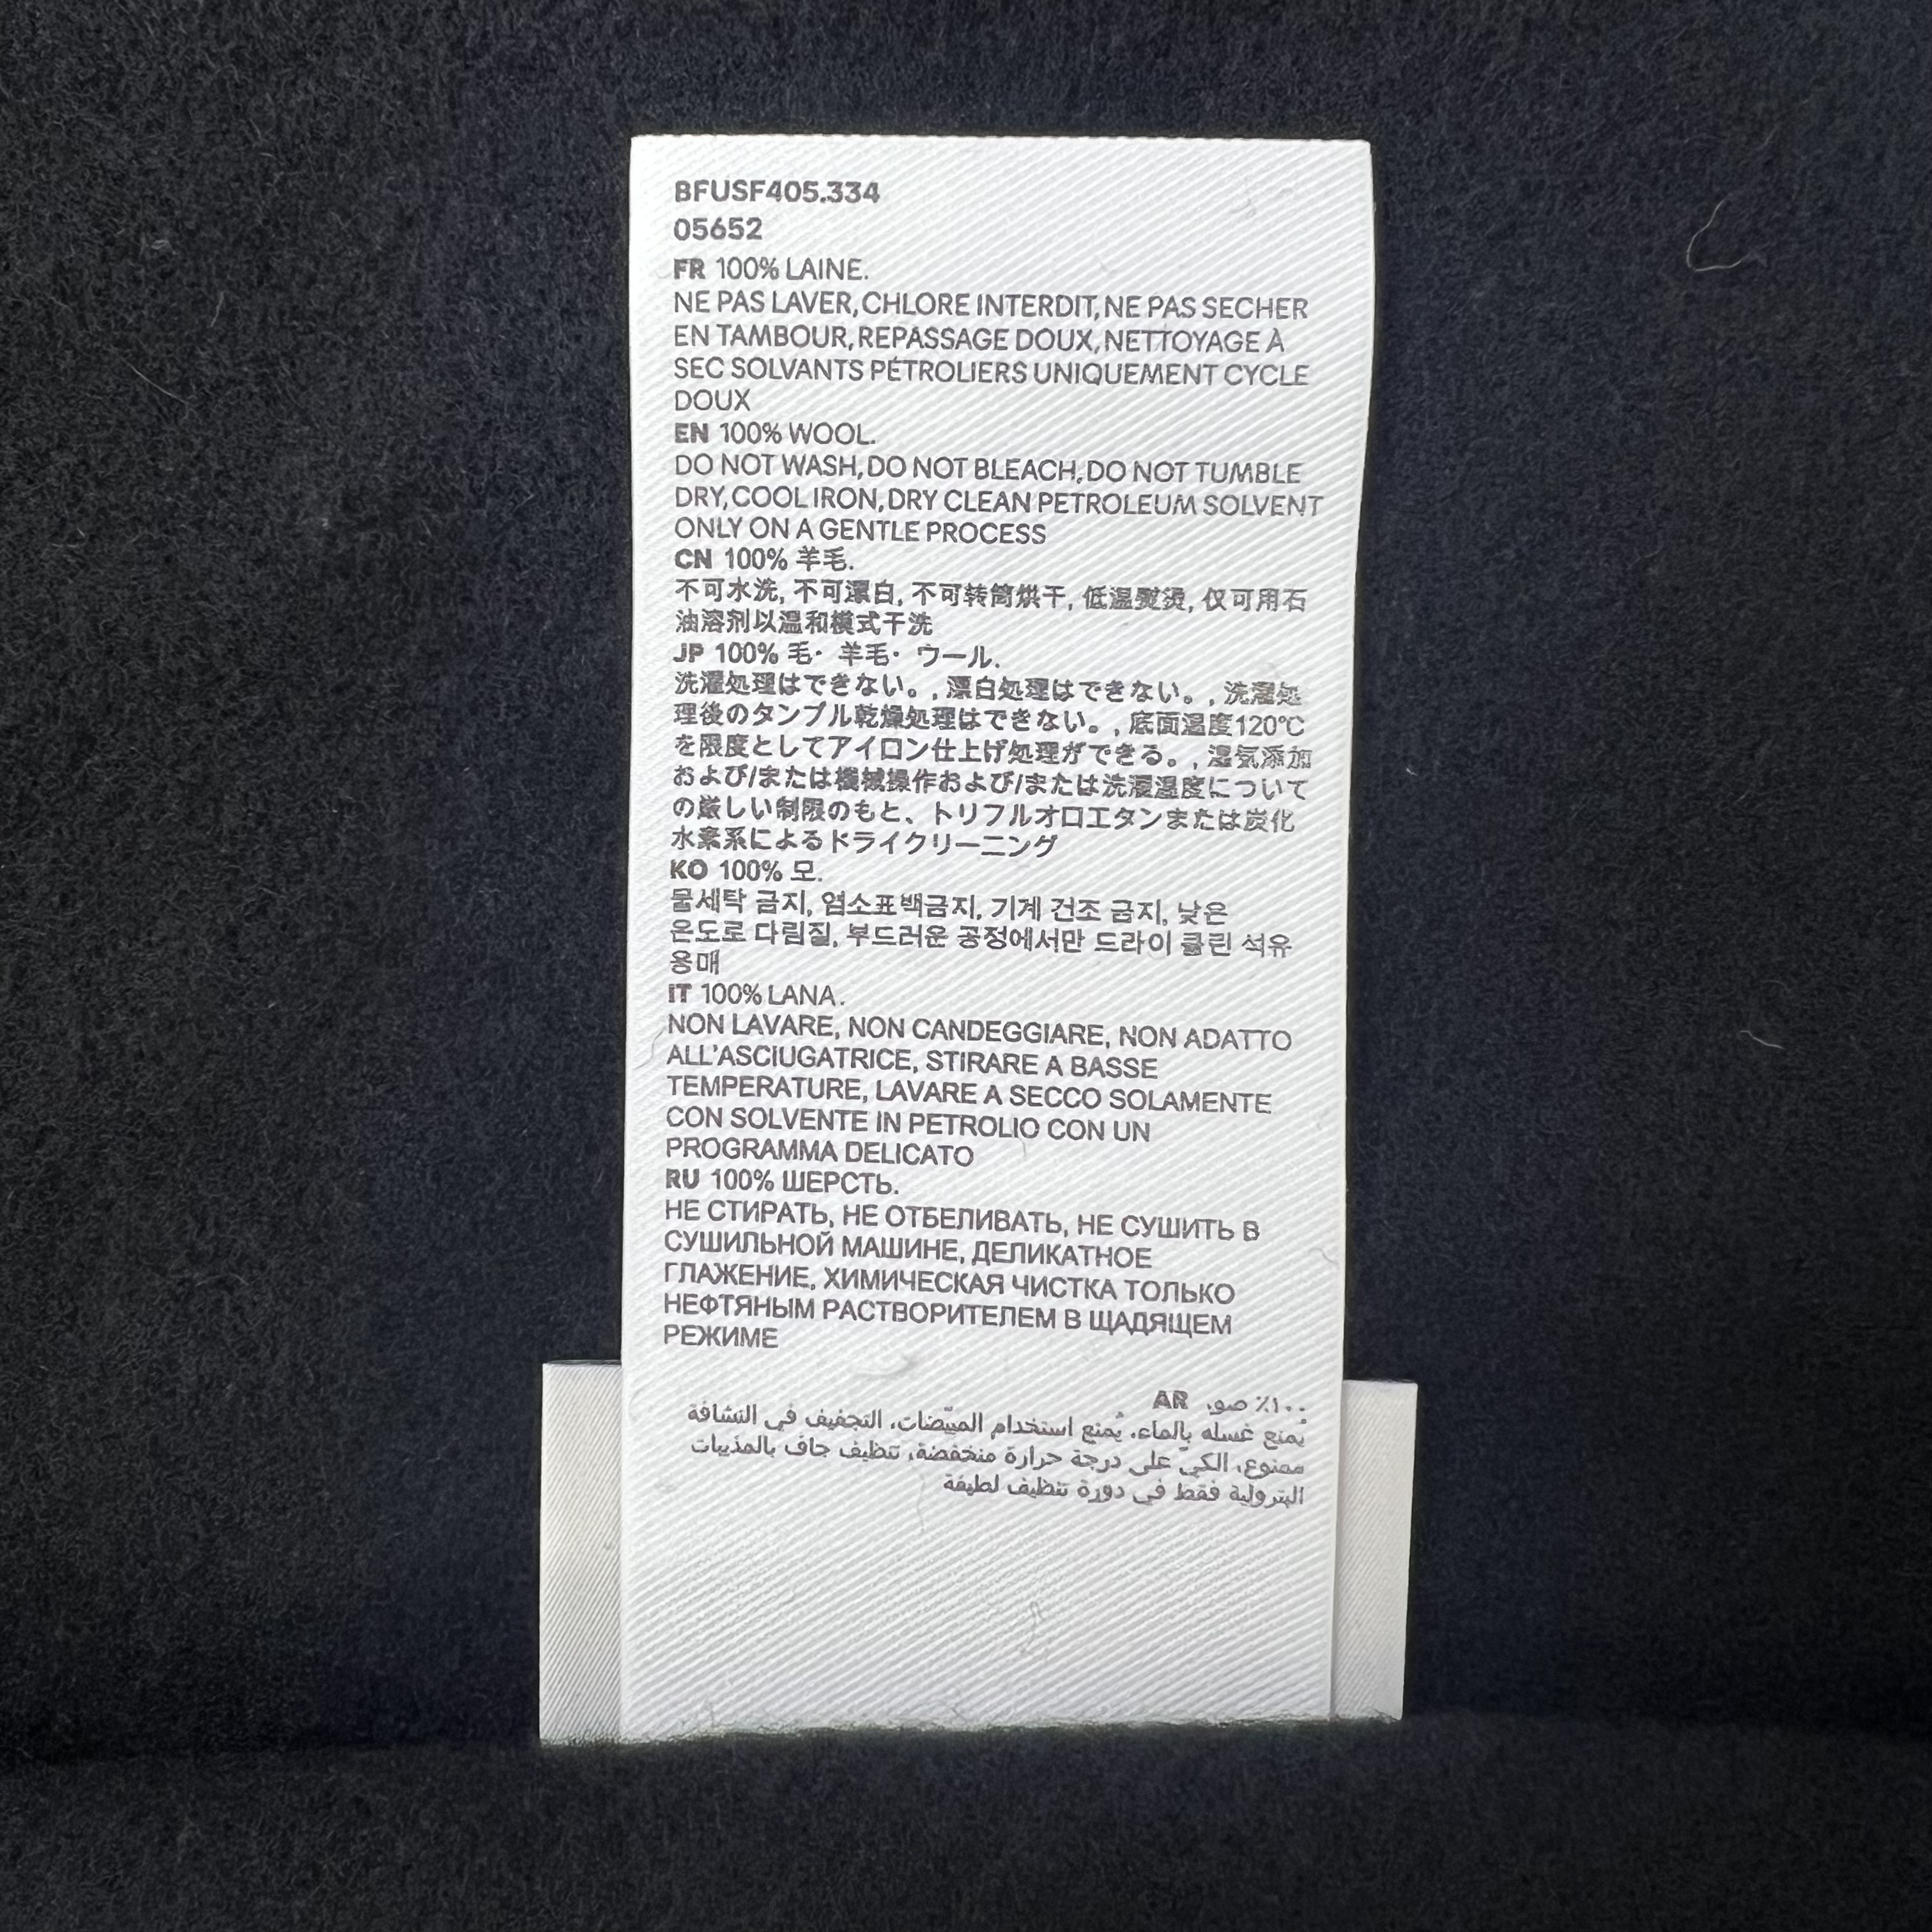 BFUSF405.334
05652
FR 100% LAINE.
NE PAS LAVER, CHLORE INTERDIT, NE PAS SECHER
EN TAMBOUR, REPASSAGE DOUX, NETTOYAGE À
SEC SOLVANTS PÉTROLIERS UNIQUEMENT CYCLE
DOUX
EN 100% WOOL.
DO NOT WASH, DO NOT BLEACH, DO NOT TUMBLE
DRY, COOL IRON, DRY CLEAN PETROLEUM SOLVENT
ONLY ON A GENTLE PROCESS
CN 100% 羊毛.
不可水洗, 不可漂白, 不可转筒烘干, 低温熨烫, 仅可用石
油溶剂以温和模式干洗
JP 100% 毛・羊毛・ウール.
洗濯処理はできない。, 漂白処理はできない。, 洗濯処
理後のタンブル乾燥処理はできない。, 底面温度120℃
を限度としてアイロン仕上げ処理ができる。, 湿気添加
および/または機械操作および/または洗濯温度について
の厳しい制限のもと、トリフルオロエタンまたは炭化
水素系によるドライクリーニング
KO 100% 모.
물세탁 금지, 염소표백금지, 기계 건조 금지, 낮은
온도로 다림질, 부드러운 공정에서만 드라이 클린 석유
용매
IT 100% LANA.
NON LAVARE, NON CANDEGGIARE, NON ADATTO
ALL'ASCIUGATRICE, STIRARE A BASSE
TEMPERATURE, LAVARE A SECCO SOLAMENTE
CON SOLVENTE IN PETROLIO CON UN
PROGRAMMA DELICATO
RU 100% ШЕРСТЬ.
НЕ СТИРАТЬ, НЕ ОТБЕЛИВАТЬ, НЕ СУШИТЬ В
СУШИЛЬНОЙ МАШИНЕ, ДЕЛИКАТНОЕ
ГЛАЖЕНИЕ, ХИМИЧЕСКАЯ ЧИСТКА ТОЛЬКО
НЕФТЯНЫМ РАСТВОРИТЕЛЕМ В ЩАДЯЩЕМ
РЕЖИМЕ
١٠٠٪ صو. AR
يُمنع غسله بالماء، يُمنع استخدام المبيّضات، التجفيف في النشافة
ممنوع، الكيّ على درجة حرارة منخفضة، تنظيف جاف بالمذيبات
البترولية فقط في دورة تنظيف لطيفة